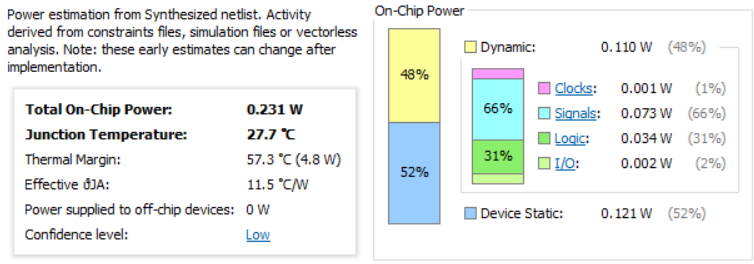 Power estimation from Synthesized netlist. Activity
derived from constraints files, simulation files or vectorless
analysis. Note: these early estimates can change after
implementation.
Total On-Chip Power: 0.231 W
Junction Temperature: 27.7 °C
Thermal Margin: 57.3 °C (4.8 W)
Effective ϑJA: 11.5 °C/W
Power supplied to off-chip devices: 0 W
Confidence level: Low
On-Chip Power
48%
52%
Dynamic: 0.110 W (48%)
66%
31%
Clocks: 0.001 W (1%)
Signals: 0.073 W (66%)
Logic: 0.034 W (31%)
I/O: 0.002 W (2%)
Device Static: 0.121 W (52%)